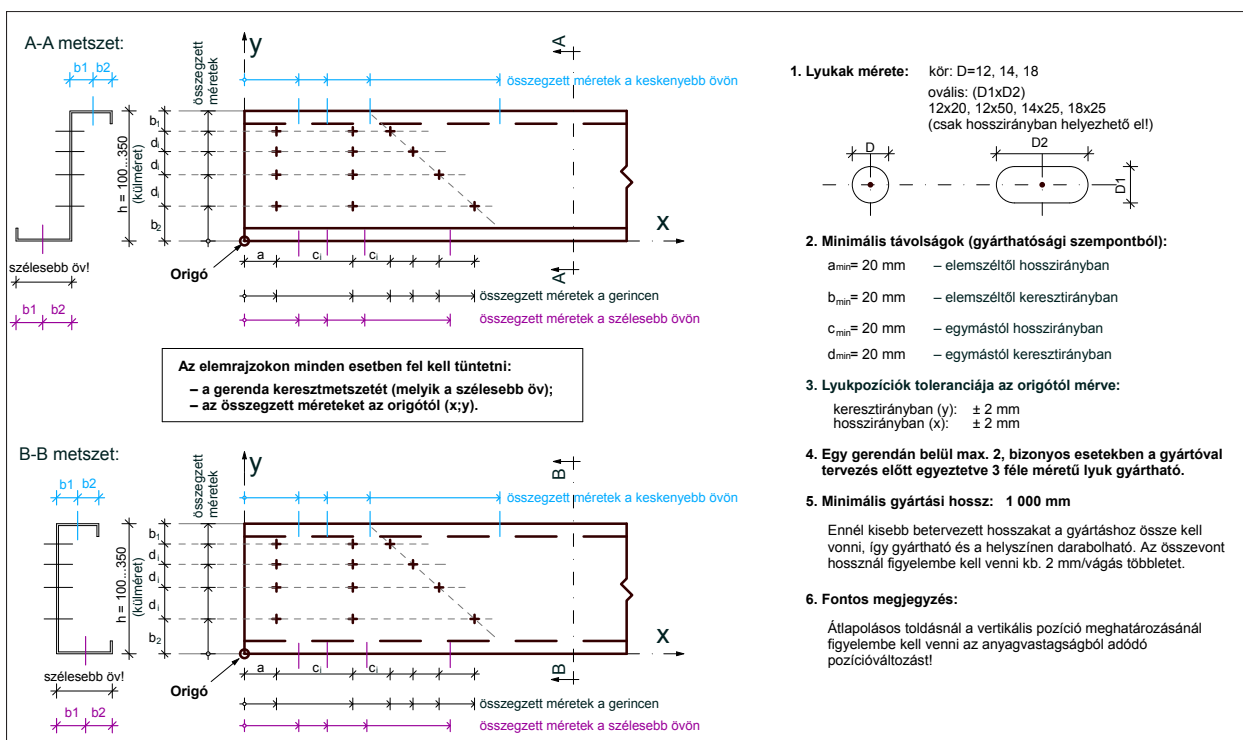 A-A metszet:
b1 b2
h = 100...350
(külméret)
szélesebb öv!
b1 b2
összegzett
méretek
y
A
összegzett méretek a keskenyebb övön
b1
di
di
di
b2
x
Origó
a ci ci
A
összegzett méretek a gerincen
összegzett méretek a szélesebb övön
Az elemrajzokon minden esetben fel kell tüntetni:
– a gerenda keresztmetszetét (melyik a szélesebb öv);
– az összegzett méreteket az origótól (x;y).
B-B metszet:
b1 b2
h = 100...350
(külméret)
szélesebb öv!
b1 b2
összegzett
méretek
y
B
összegzett méretek a keskenyebb övön
b1
di
di
di
b2
x
Origó
a ci ci
B
összegzett méretek a gerincen
összegzett méretek a szélesebb övön
1. Lyukak mérete: kör: D=12, 14, 18
ovális: (D1xD2)
12x20, 12x50, 14x25, 18x25
(csak hosszirányban helyezhető el!)
D D2
D1
2. Minimális távolságok (gyárthatósági szempontból):
amin= 20 mm – elemszéltől hosszirányban
bmin= 20 mm – elemszéltől keresztirányban
cmin= 20 mm – egymástól hosszirányban
dmin= 20 mm – egymástól keresztirányban
3. Lyukpozíciók toleranciája az origótól mérve:
keresztirányban (y): ± 2 mm
hosszirányban (x): ± 2 mm
4. Egy gerendán belül max. 2, bizonyos esetekben a gyártóval
tervezés előtt egyeztetve 3 féle méretű lyuk gyártható.
5. Minimális gyártási hossz: 1 000 mm
Ennél kisebb betervezett hosszakat a gyártáshoz össze kell
vonni, így gyártható és a helyszínen darabolható. Az összevont
hossznál figyelembe kell venni kb. 2 mm/vágás többletet.
6. Fontos megjegyzés:
Átlapolásos toldásnál a vertikális pozíció meghatározásánál
figyelembe kell venni az anyagvastagságból adódó
pozícióváltozást!